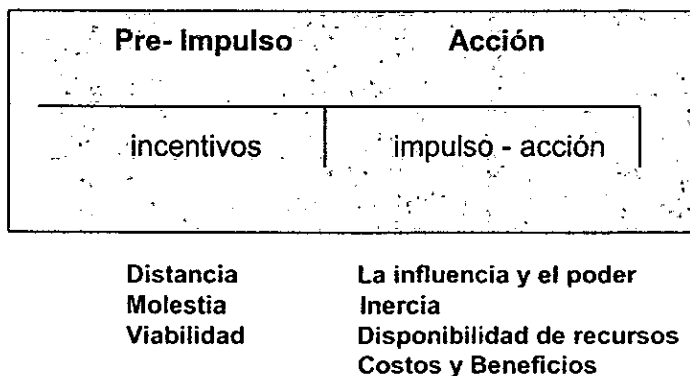 Pre- Impulso Acción
incentivos impulso - acción
Distancia La influencia y el poder
Molestia Inercia
Viabilidad Disponibilidad de recursos
Costos y Beneficios